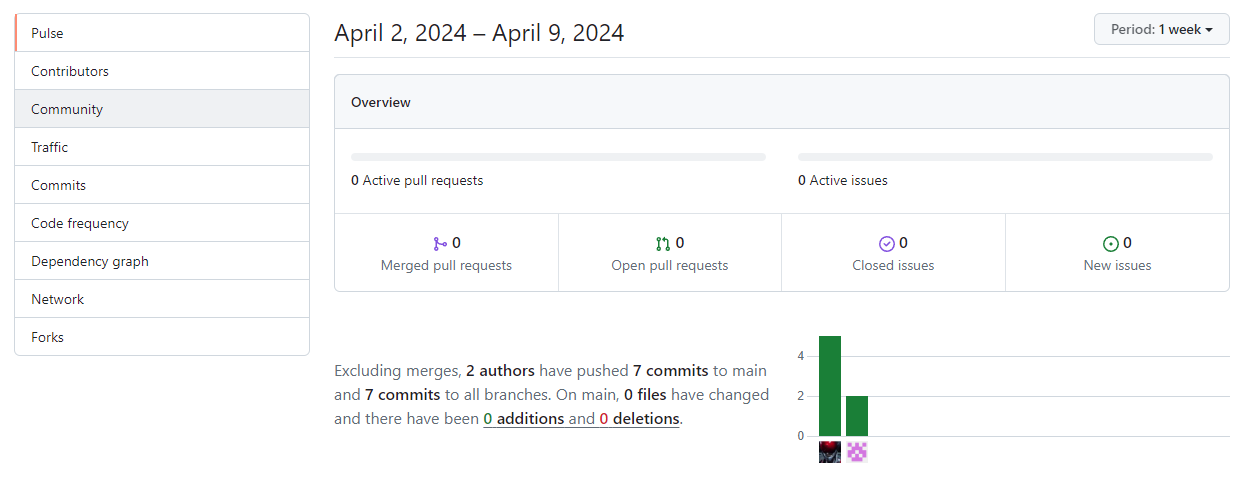 Pulse
Contributors
Community
Traffic
Commits
Code frequency
Dependency graph
Network
Forks
April 2, 2024 – April 9, 2024
Period: 1 week
Overview
0 Active pull requests
0 Active issues
0
Merged pull requests
0
Open pull requests
0
Closed issues
0
New issues
Excluding merges, 2 authors have pushed 7 commits to main
and 7 commits to all branches. On main, 0 files have changed
and there have been 0 additions and 0 deletions.
4
2
0